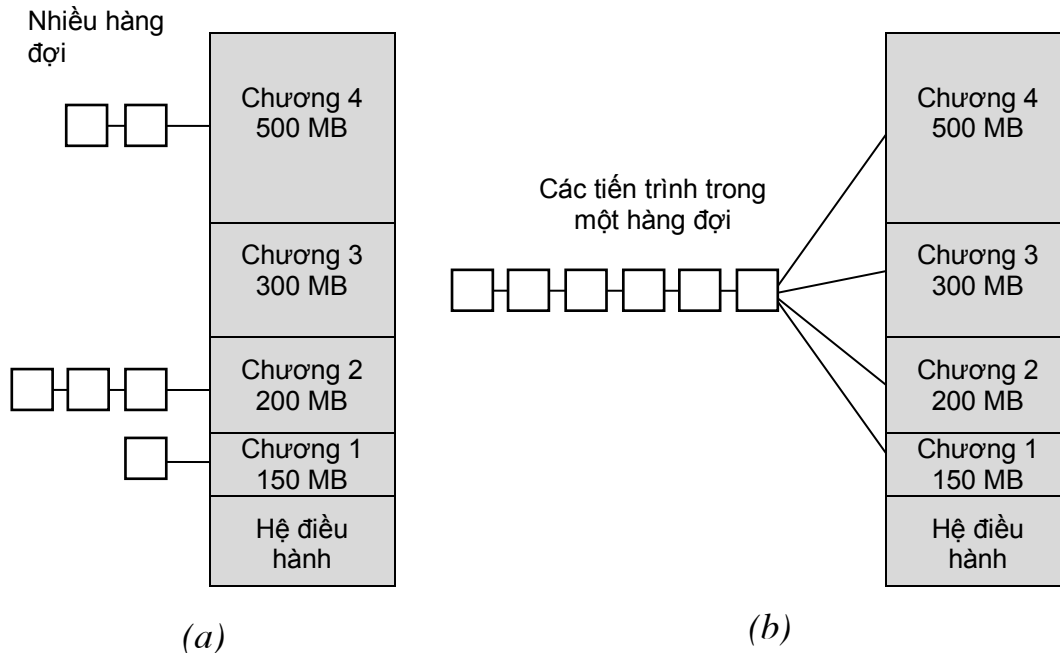 Nhiều hàng
đợi
Chương 4
500 MB
Chương 3
300 MB
Chương 2
200 MB
Chương 1
150 MB
Hệ điều
hành
(a)
Các tiến trình trong
một hàng đợi
Chương 4
500 MB
Chương 3
300 MB
Chương 2
200 MB
Chương 1
150 MB
Hệ điều
hành
(b)